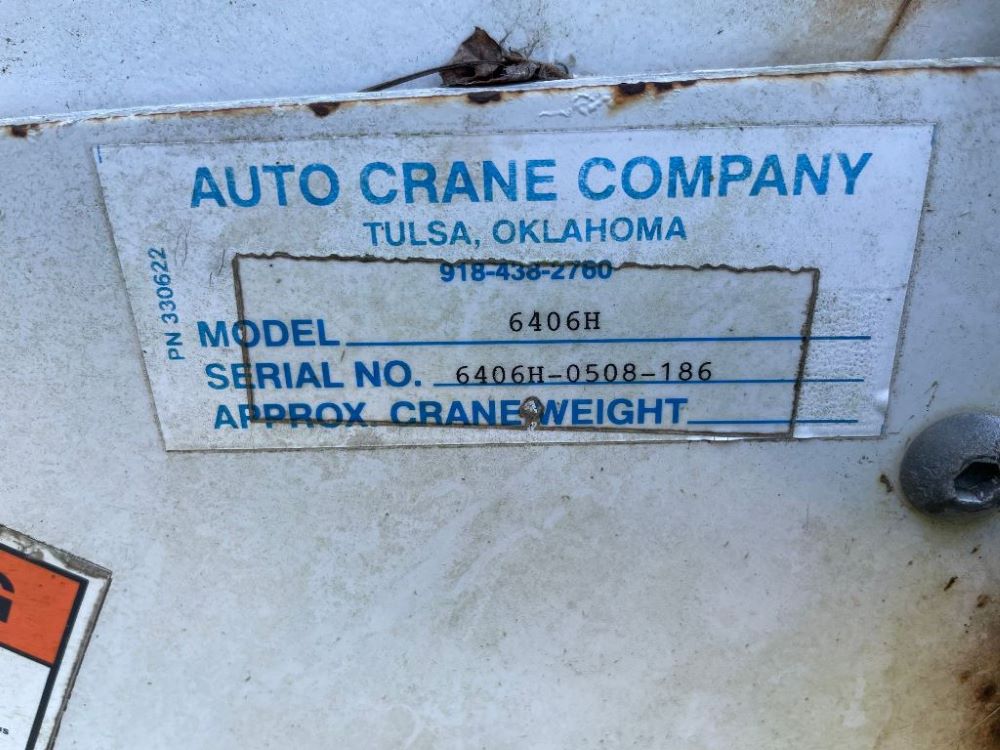 AUTO CRANE COMPANY
TULSA, OKLAHOMA
918-438-2760
PN 330622
MODEL 6406H
SERIAL NO. 6406H-0508-186
APPROX. CRANE WEIGHT
G